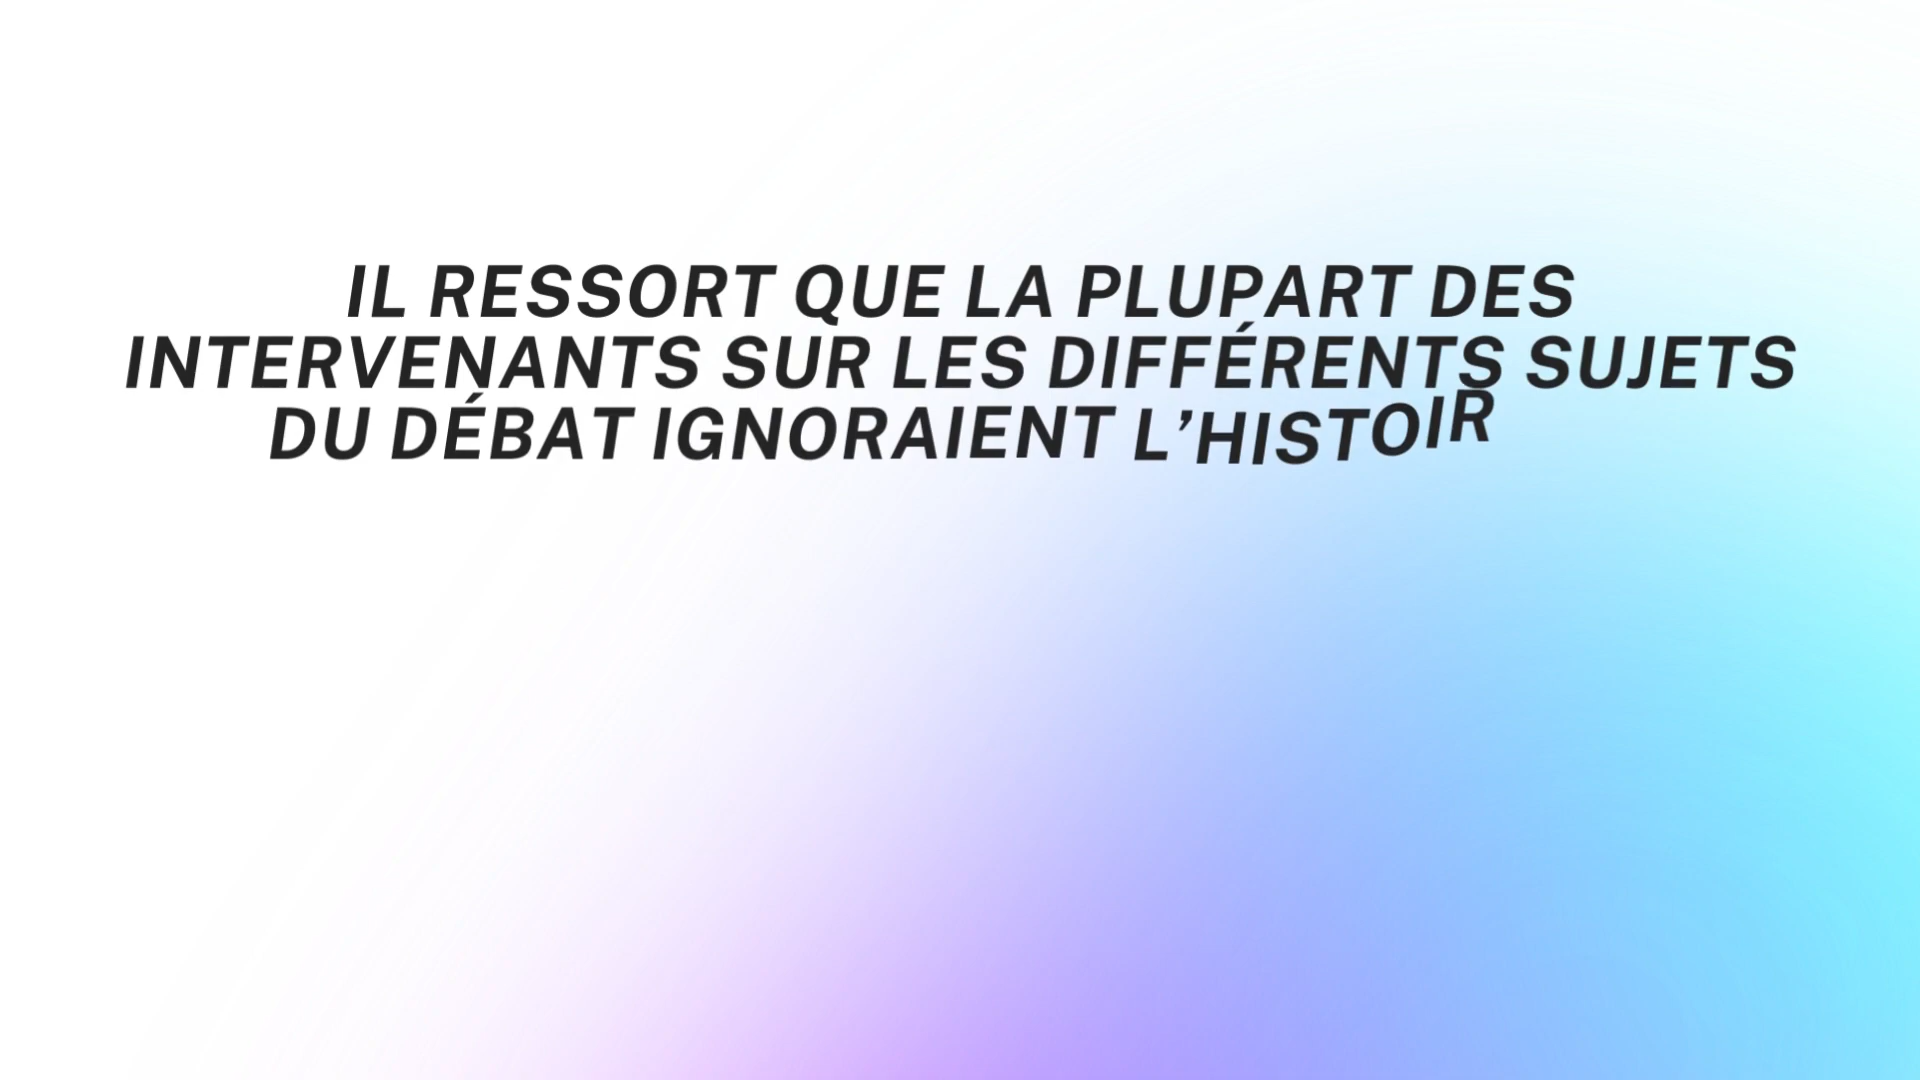 IL RESSORT QUE LA PLUPART DES
INTERVENANTS SUR LES DIFFÉRENTS SUJETS
DU DÉBAT IGNORAIENT L’HISTOIR